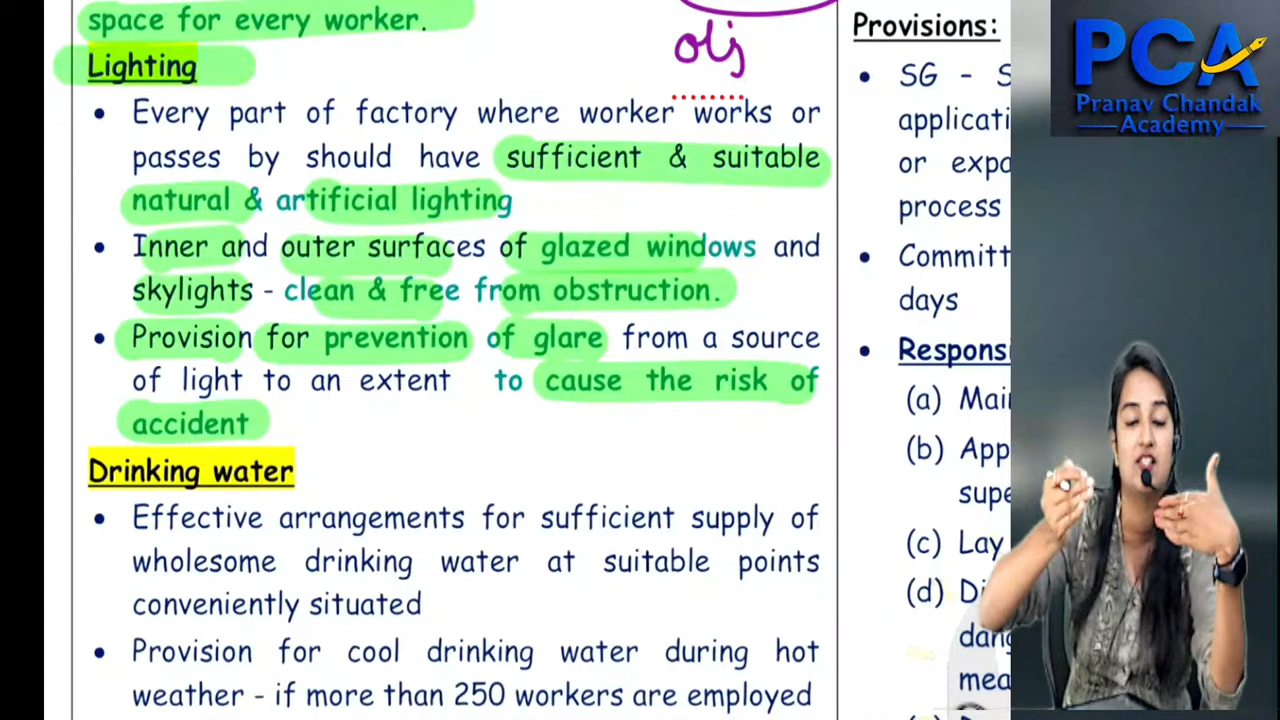 space for every worker.
obj
Lighting
Every part of factory where worker works or
passes by should have sufficient & suitable
natural & artificial lighting
Inner and outer surfaces of glazed windows and
skylights - clean & free from obstruction.
Provision for prevention of glare from a source
of light to an extent to cause the risk of
accident
Drinking water
Effective arrangements for sufficient supply of
wholesome drinking water at suitable points
conveniently situated
Provision for cool drinking water during hot
weather - if more than 250 workers are employed
Provisions:
SG - S
applicati
or expa
process
Committ
days
Responsi
(a) Mai
(b) App
supe
(c) Lay
(d) Di
dang
mea
PCA
Pranav Chandak
Academy